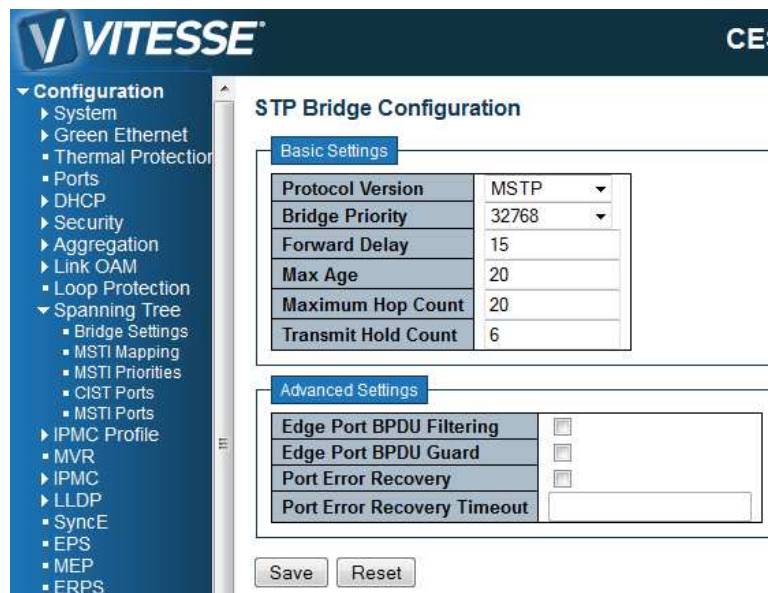 VITESSE
CES
Configuration
System
Green Ethernet
Thermal Protection
Ports
DHCP
Security
Aggregation
Link OAM
Loop Protection
Spanning Tree
Bridge Settings
MSTI Mapping
MSTI Priorities
CIST Ports
MSTI Ports
IPMC Profile
MVR
IPMC
LLDP
SyncE
EPS
MEP
ERPS
STP Bridge Configuration
Basic Settings
Protocol Version MSTP
Bridge Priority 32768
Forward Delay 15
Max Age 20
Maximum Hop Count 20
Transmit Hold Count 6
Advanced Settings
Edge Port BPDU Filtering
Edge Port BPDU Guard
Port Error Recovery
Port Error Recovery Timeout
Save Reset